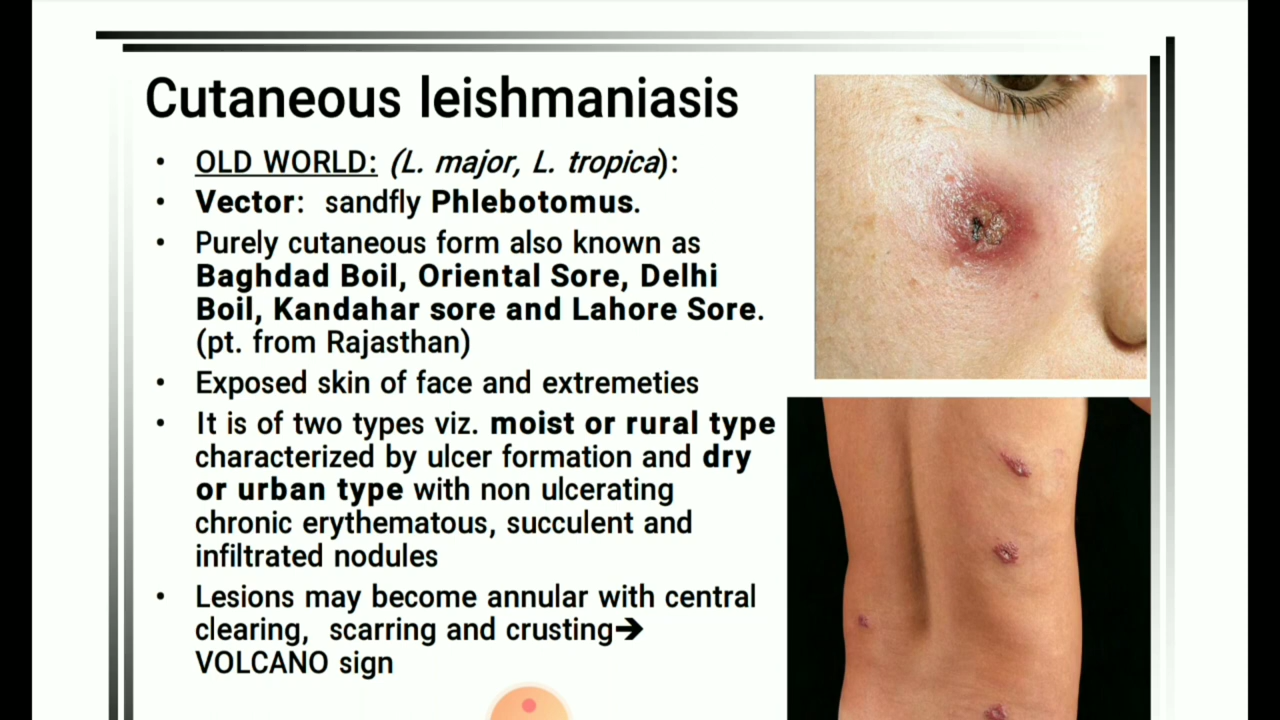 Cutaneous leishmaniasis
• OLD WORLD: (L. major, L. tropica):
• Vector: sandfly Phlebotomus.
• Purely cutaneous form also known as
Baghdad Boil, Oriental Sore, Delhi
Boil, Kandahar sore and Lahore Sore.
(pt. from Rajasthan)
• Exposed skin of face and extremeties
• It is of two types viz. moist or rural type
characterized by ulcer formation and dry
or urban type with non ulcerating
chronic erythematous, succulent and
infiltrated nodules
• Lesions may become annular with central
clearing, scarring and crusting➔
VOLCANO sign